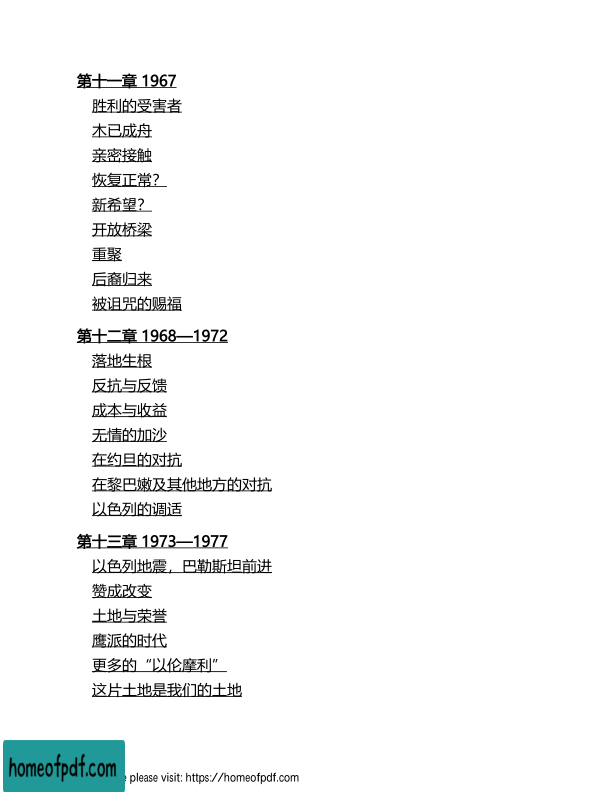 第十一章 1967
胜利的受害者
木已成舟
亲密接触
恢复正常？
新希望？
开放桥梁
重聚
后裔归来
被诅咒的赐福
第十二章 1968—1972
落地生根
反抗与反馈
成本与收益
无情的加沙
在约旦的对抗
在黎巴嫩及其他地方的对抗
以色列的调适
第十三章 1973—1977
以色列地震，巴勒斯坦前进
赞成改变
土地与荣誉
鹰派的时代
更多的“以伦摩利”
这片土地是我们的土地
homeofpdf.com
e please visit: https://homeofpdf.com